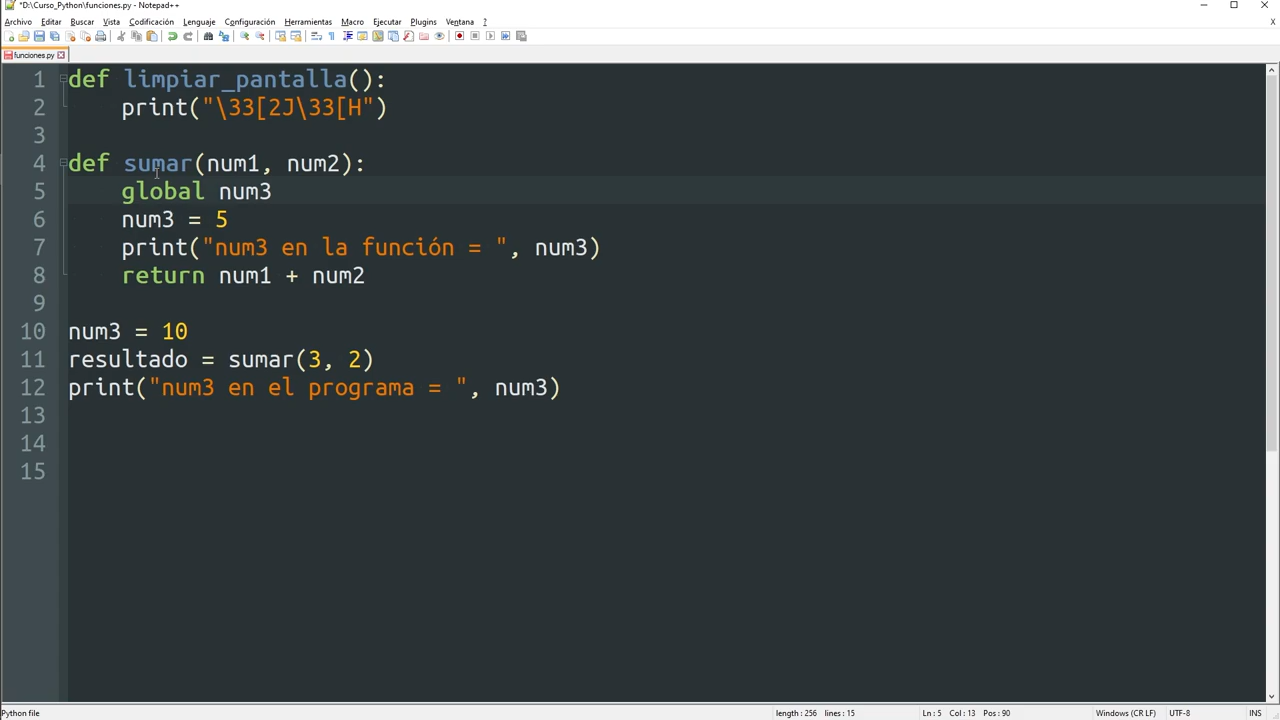 *D:\Curso_Python\funciones.py - Notepad++
Archivo Editar Buscar Vista Codificación Lenguaje Configuración Herramientas Macro Ejecutar Plugins Ventana ?
X
funciones.py
1 def limpiar_pantalla():
2 print("\33[2J\33[H")
3
4 def sumar(num1, num2):
5 global num3
6 num3 = 5
7 print("num3 en la función = ", num3)
8 return num1 + num2
9
10 num3 = 10
11 resultado = sumar(3, 2)
12 print("num3 en el programa = ", num3)
13
14
15
Python file length : 256 lines : 15 Ln : 5 Col : 13 Pos : 90 Windows (CR LF) UTF-8 INS